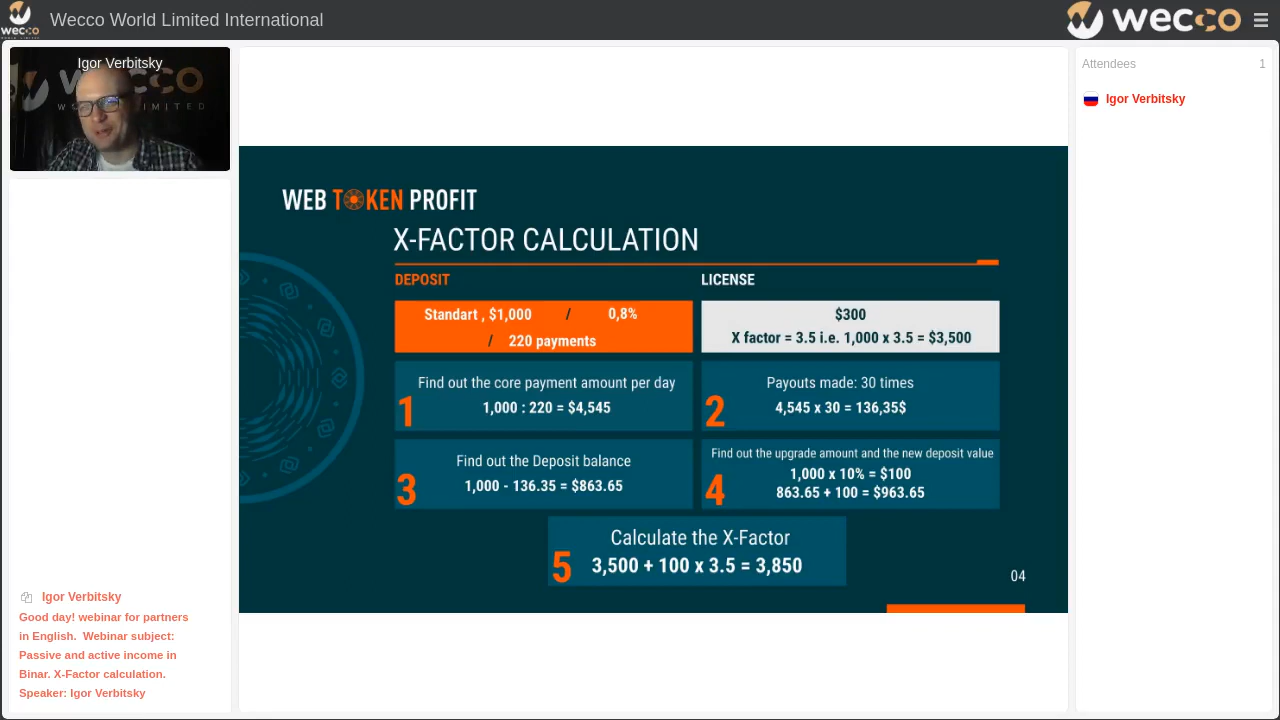 wecco
Wecco World Limited International
wecco
Igor Verbitsky
Attendees 1
Igor Verbitsky
WEB TOKEN PROFIT
X-FACTOR CALCULATION
DEPOSIT
Standart , $1,000 / 0,8%
/ 220 payments
LICENSE
$300
X factor = 3.5 i.e. 1,000 x 3.5 = $3,500
1
Find out the core payment amount per day
1,000 : 220 = $4,545
2
Payouts made: 30 times
4,545 x 30 = 136,35$
3
Find out the Deposit balance
1,000 - 136.35 = $863.65
4
Find out the upgrade amount and the new deposit value
1,000 x 10% = $100
863.65 + 100 = $963.65
5
Calculate the X-Factor
3,500 + 100 x 3.5 = 3,850
04
Igor Verbitsky
Good day! webinar for partners
in English.  Webinar subject:
Passive and active income in
Binar. X-Factor calculation.
Speaker: Igor Verbitsky